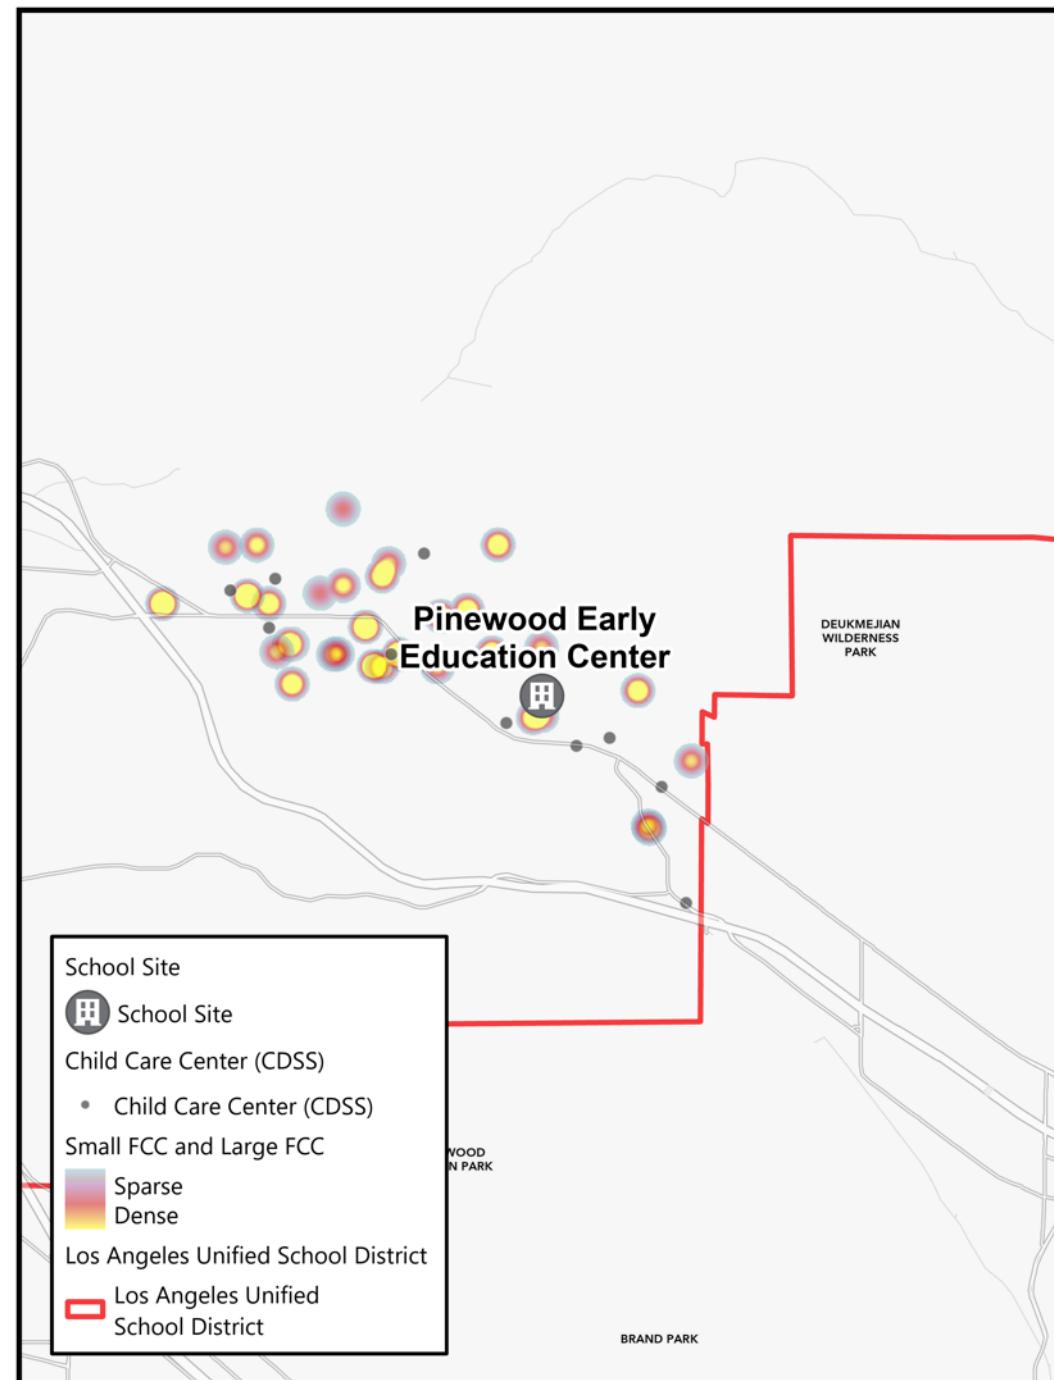 Pinewood Early
Education Center
DEUKMEJIAN
WILDERNESS
PARK
School Site
School Site
Child Care Center (CDSS)
Child Care Center (CDSS)
Small FCC and Large FCC
Sparse
Dense
Los Angeles Unified School District
Los Angeles Unified
School District
WOOD
N PARK
BRAND PARK